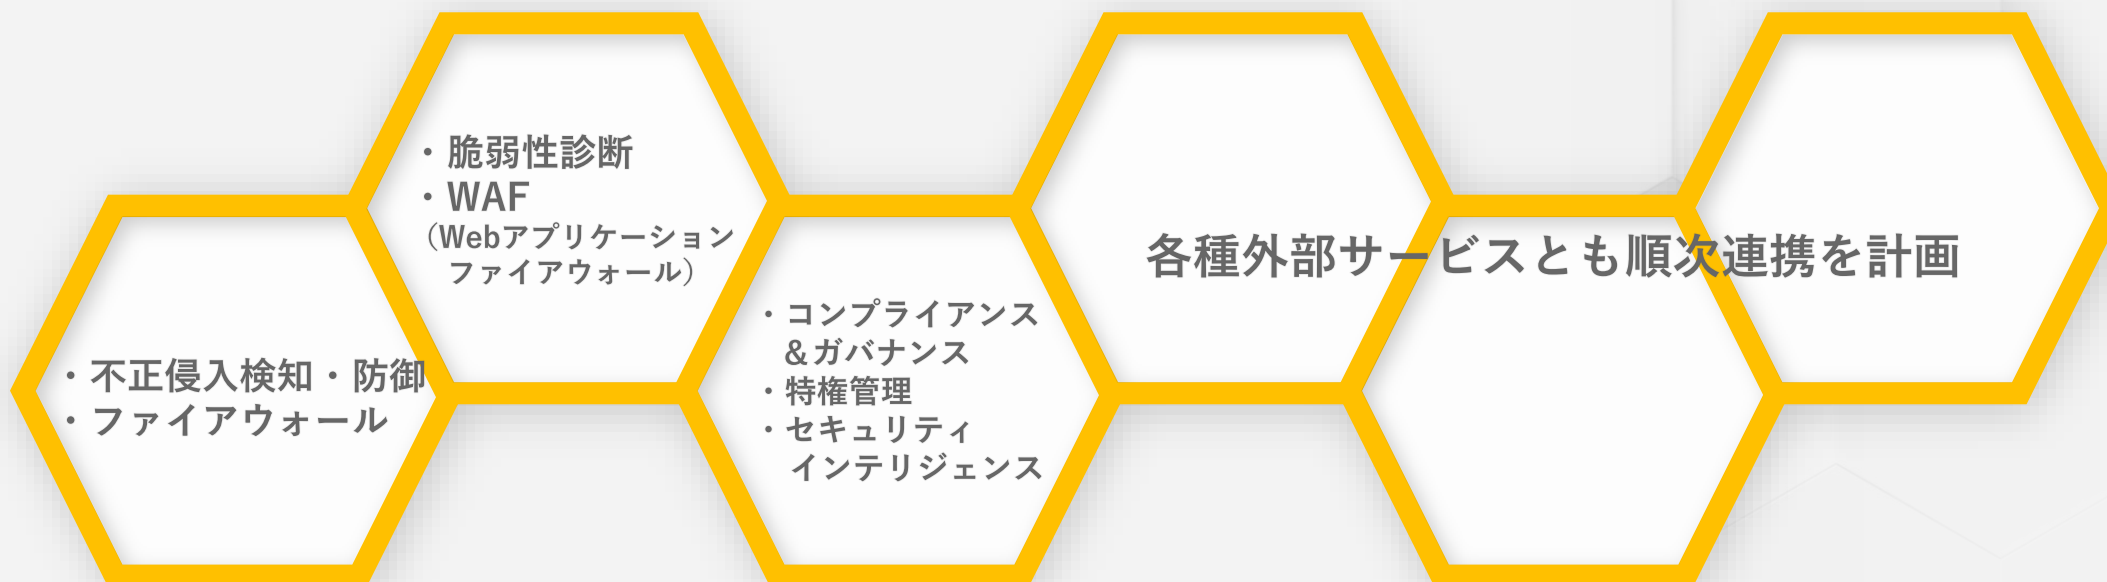 ・不正侵入検知・防御
・ファイアウォール
・脆弱性診断
・WAF
（Webアプリケーション
ファイアウォール）
・コンプライアンス
＆ガバナンス
・特権管理
・セキュリティ
インテリジェンス
各種外部サービスとも順次連携を計画